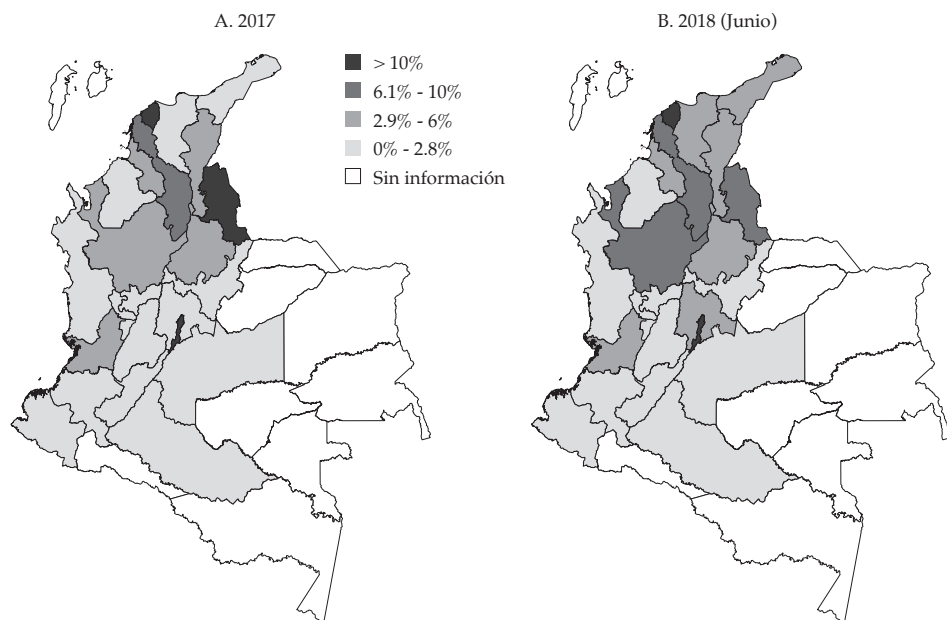 A. 2017
B. 2018 (Junio)
> 10%
6.1% - 10%
2.9% - 6%
0% - 2.8%
Sin información